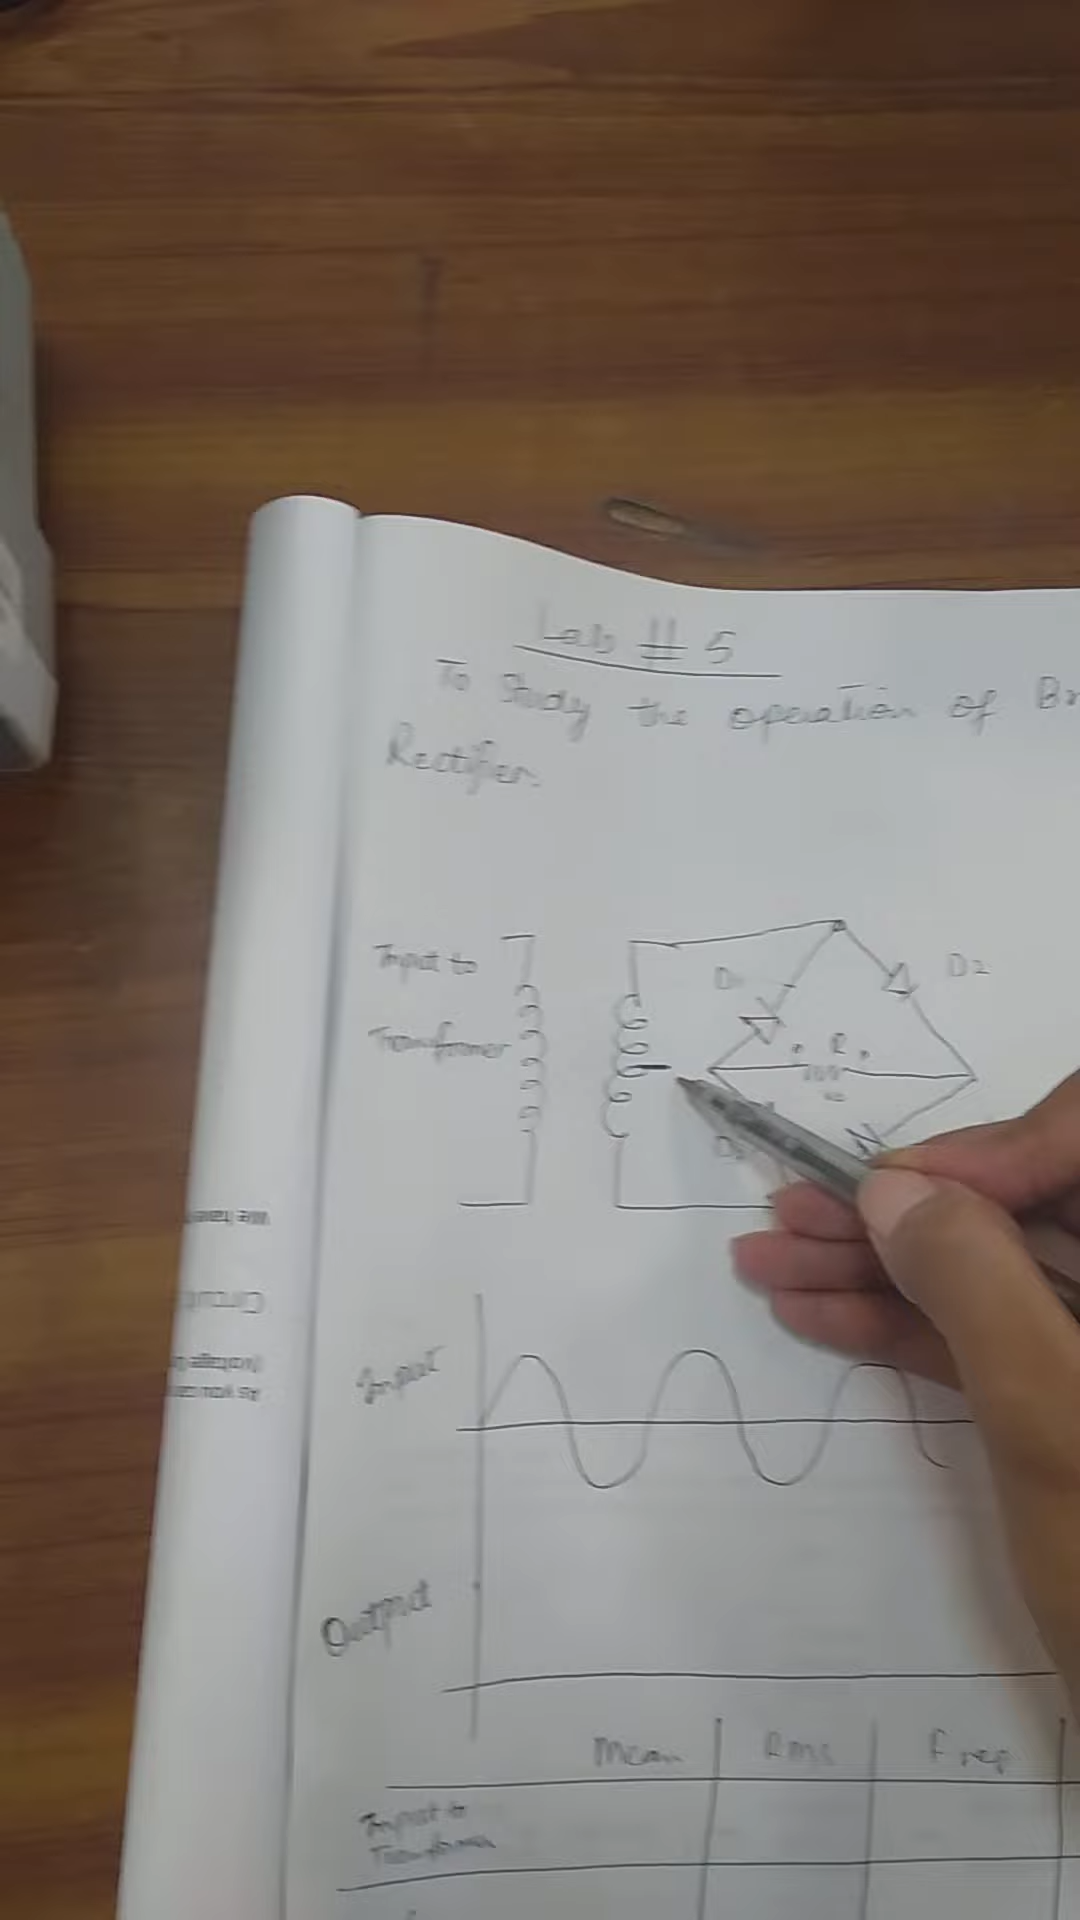 Lab # 5
To Study the operation of Br
Rectifier.
Input to
Transformer
D2
R
Input
Output
Mean
Rms
Freq
Input to
Transformer